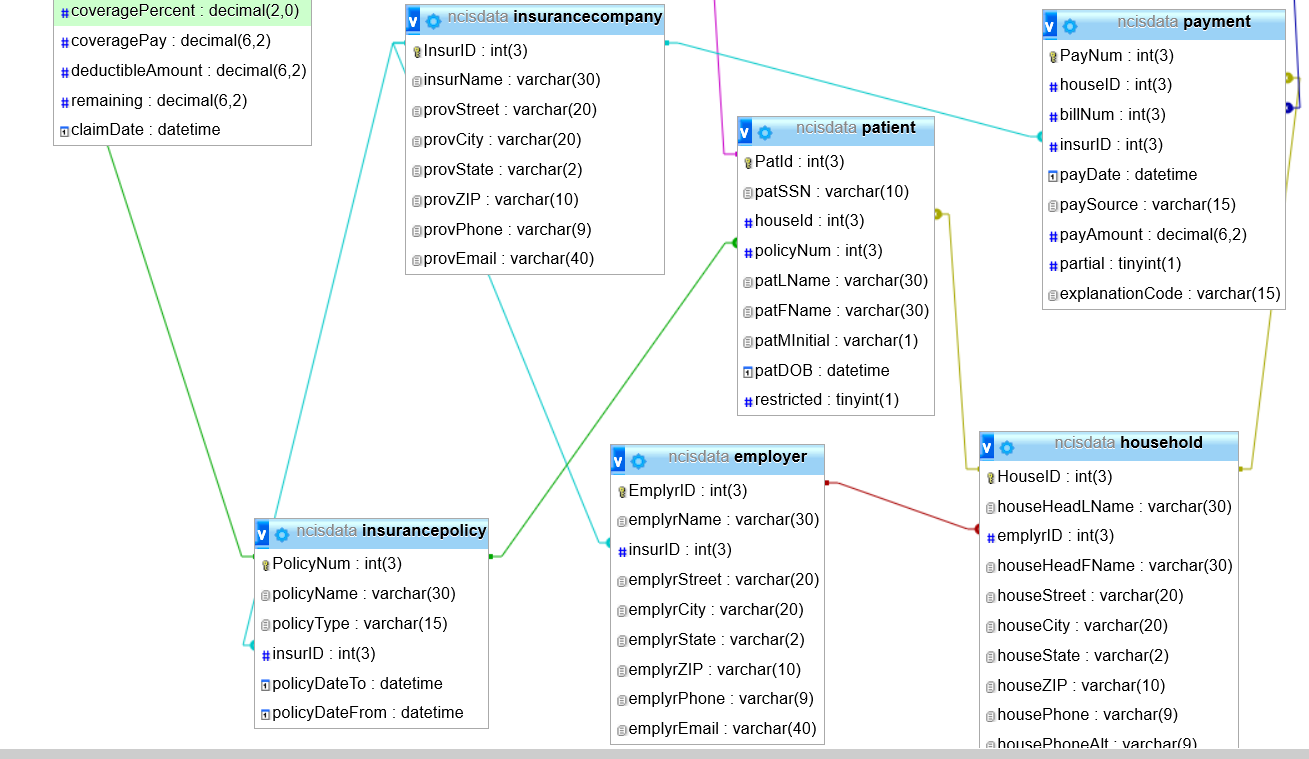 coveragePercent : decimal(2,0)
coveragePay : decimal(6,2)
deductibleAmount : decimal(6,2)
remaining : decimal(6,2)
claimDate : datetime
v ncisdata insurancecompany
InsurID : int(3)
insurName : varchar(30)
provStreet : varchar(20)
provCity : varchar(20)
provState : varchar(2)
provZIP : varchar(10)
provPhone : varchar(9)
provEmail : varchar(40)
v ncisdata payment
PayNum : int(3)
houseID : int(3)
billNum : int(3)
insurID : int(3)
payDate : datetime
paySource : varchar(15)
payAmount : decimal(6,2)
partial : tinyint(1)
explanationCode : varchar(15)
v ncisdata patient
PatId : int(3)
patSSN : varchar(10)
houseId : int(3)
policyNum : int(3)
patLName : varchar(30)
patFName : varchar(30)
patMInitial : varchar(1)
patDOB : datetime
restricted : tinyint(1)
v ncisdata insurancepolicy
PolicyNum : int(3)
policyName : varchar(30)
policyType : varchar(15)
insurID : int(3)
policyDateTo : datetime
policyDateFrom : datetime
v ncisdata employer
EmplyrID : int(3)
emplyrName : varchar(30)
insurID : int(3)
emplyrStreet : varchar(20)
emplyrCity : varchar(20)
emplyrState : varchar(2)
emplyrZIP : varchar(10)
emplyrPhone : varchar(9)
emplyrEmail : varchar(40)
v ncisdata household
HouseID : int(3)
houseHeadLName : varchar(30)
emplyrID : int(3)
houseHeadFName : varchar(30)
houseStreet : varchar(20)
houseCity : varchar(20)
houseState : varchar(2)
houseZIP : varchar(10)
housePhone : varchar(9)
housePhoneAlt : varchar(9)